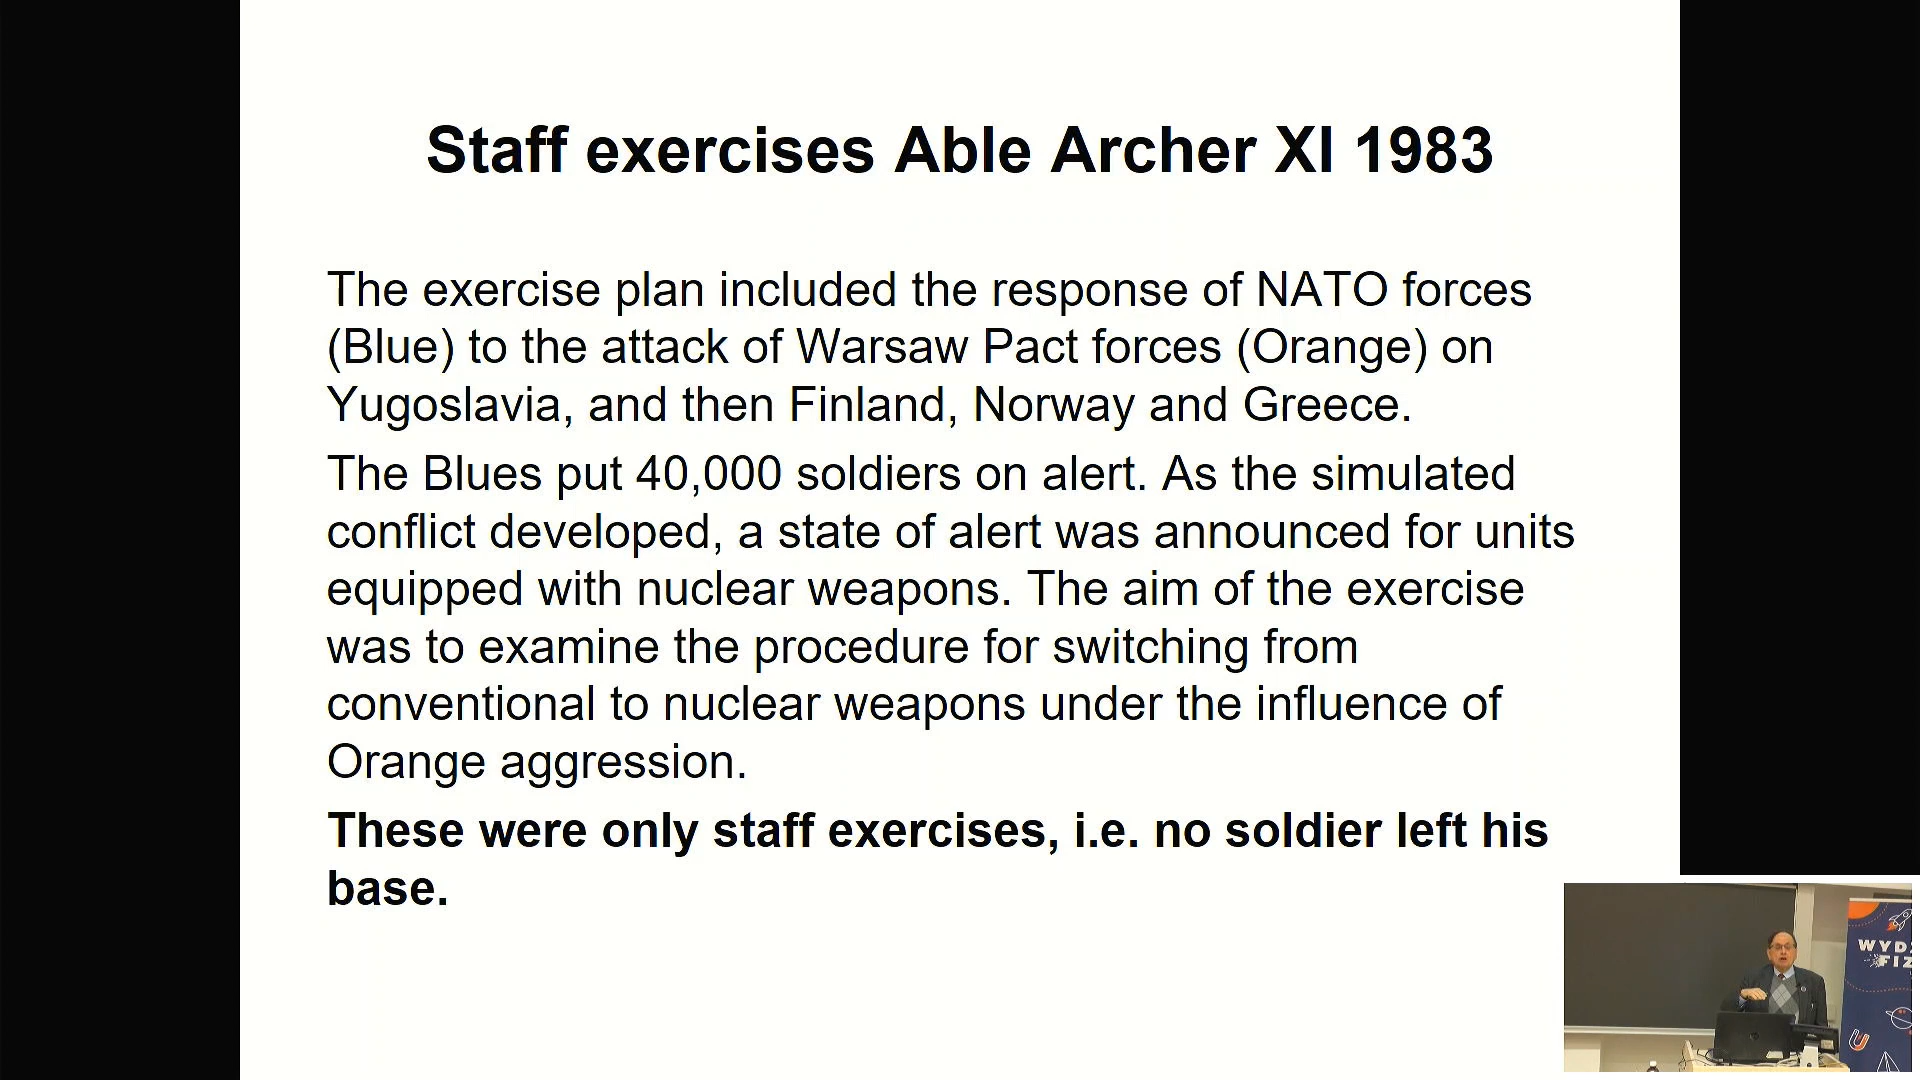 Staff exercises Able Archer XI 1983
The exercise plan included the response of NATO forces
(Blue) to the attack of Warsaw Pact forces (Orange) on
Yugoslavia, and then Finland, Norway and Greece.
The Blues put 40,000 soldiers on alert. As the simulated
conflict developed, a state of alert was announced for units
equipped with nuclear weapons. The aim of the exercise
was to examine the procedure for switching from
conventional to nuclear weapons under the influence of
Orange aggression.
These were only staff exercises, i.e. no soldier left his
base.
WYDZ
FIZ